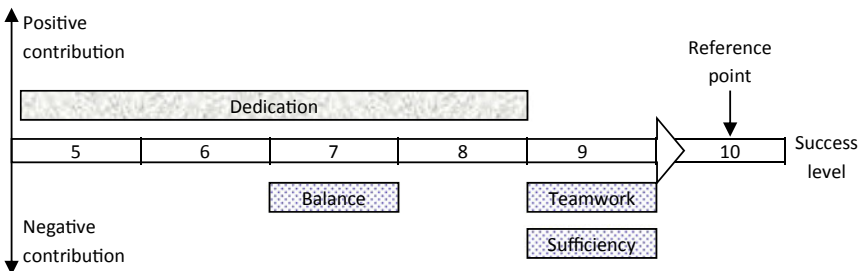 Positive
contribution
Reference
point
Dedication
5 6 7 8 9 10
Success
level
Balance
Teamwork
Negative
contribution
Sufficiency